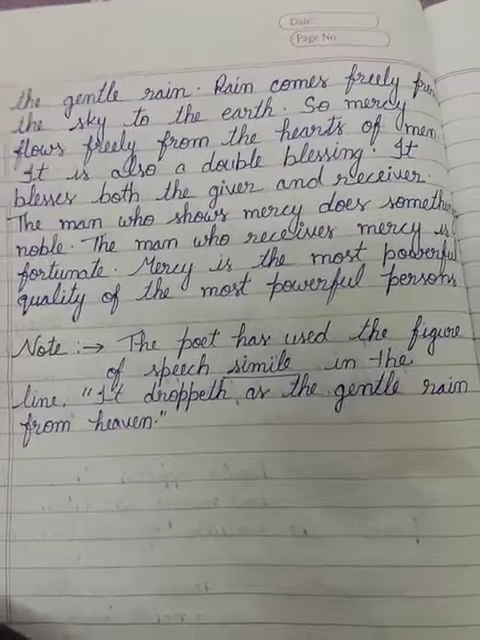 Date:
Page No
the gentle rain. Rain comes freely from
the sky to the earth. So mercy
flows freely from the hearts of men.
It is also a double blessing. It
blesses both the giver and receiver.
The man who shows mercy does something
noble. The man who receives mercy is
fortunate. Mercy is the most powerful
quality of the most powerful persons
Note :→ The poet has used the figure
of speech simile in the
line, "It droppeth as the gentle rain
from heaven."